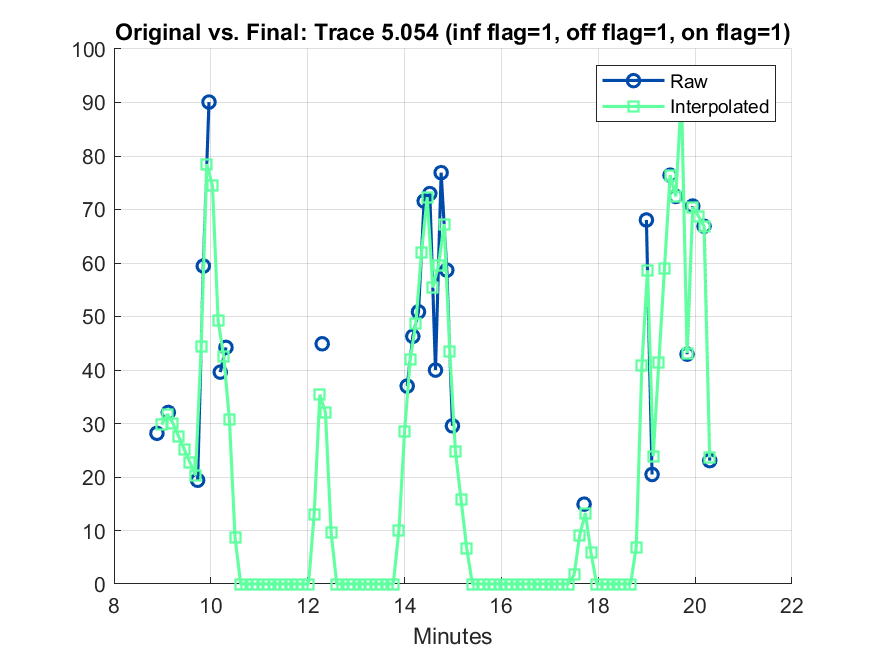 Original vs. Final: Trace 5.054 (inf flag=1, off flag=1, on flag=1)
100
90
80
70
60
50
40
30
20
10
0
Raw
Interpolated
8 10 12 14 16 18 20 22
Minutes